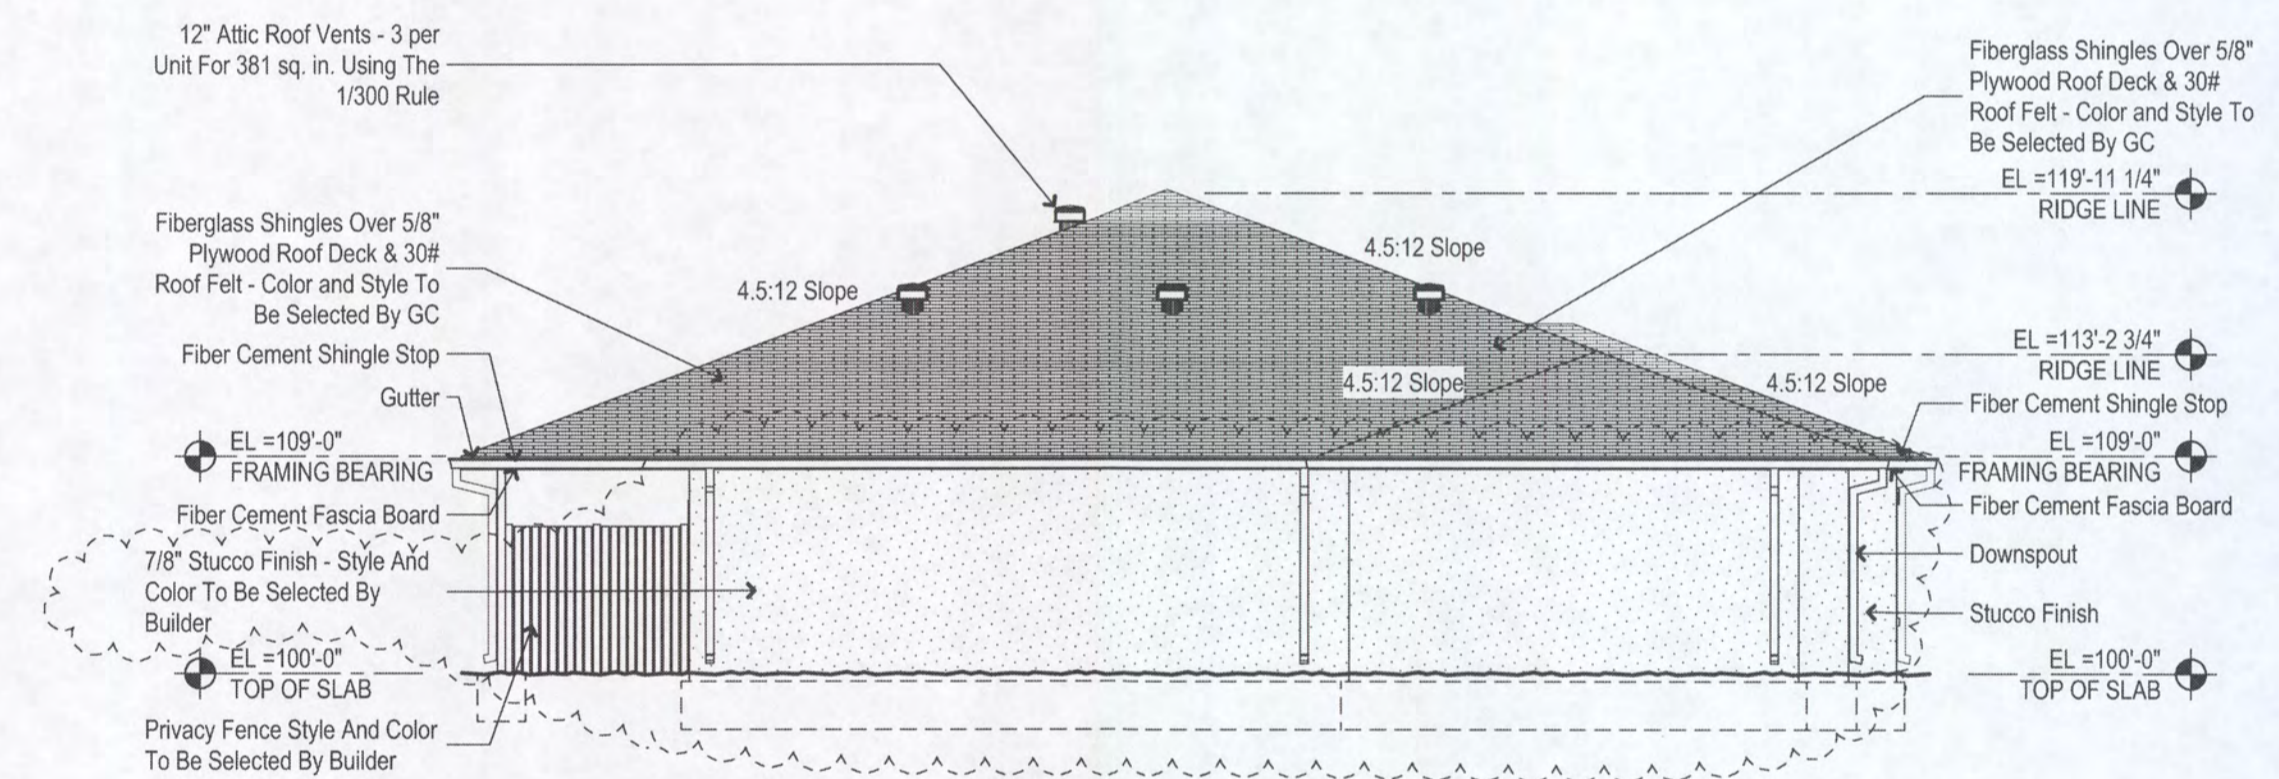 12" Attic Roof Vents - 3 per
Unit For 381 sq. in. Using The
1/300 Rule
Fiberglass Shingles Over 5/8"
Plywood Roof Deck & 30#
Roof Felt - Color and Style To
Be Selected By GC
EL =119'-11 1/4"
RIDGE LINE
Fiberglass Shingles Over 5/8"
Plywood Roof Deck & 30#
Roof Felt - Color and Style To
Be Selected By GC
4.5:12 Slope
4.5:12 Slope
EL =113'-2 3/4"
RIDGE LINE
Fiber Cement Shingle Stop
Gutter
4.5:12 Slope
4.5:12 Slope
Fiber Cement Shingle Stop
EL =109'-0"
FRAMING BEARING
EL =109'-0"
FRAMING BEARING
Fiber Cement Fascia Board
Fiber Cement Fascia Board
7/8" Stucco Finish - Style And
Color To Be Selected By
Builder
Downspout
Stucco Finish
EL =100'-0"
TOP OF SLAB
EL =100'-0"
TOP OF SLAB
Privacy Fence Style And Color
To Be Selected By Builder